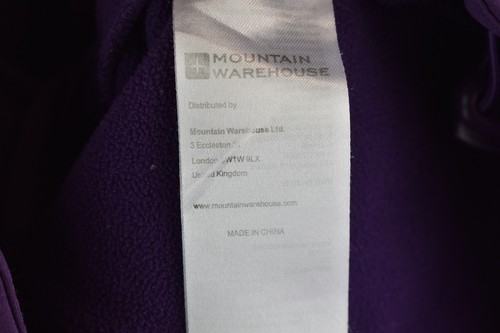 MOUNTAIN
WAREHOUSE
Distributed by
Mountain Warehouse Ltd.
5 Eccleston
London W1W 9LX
United Kingdom
www.mountainwarehouse.com
MADE IN CHINA